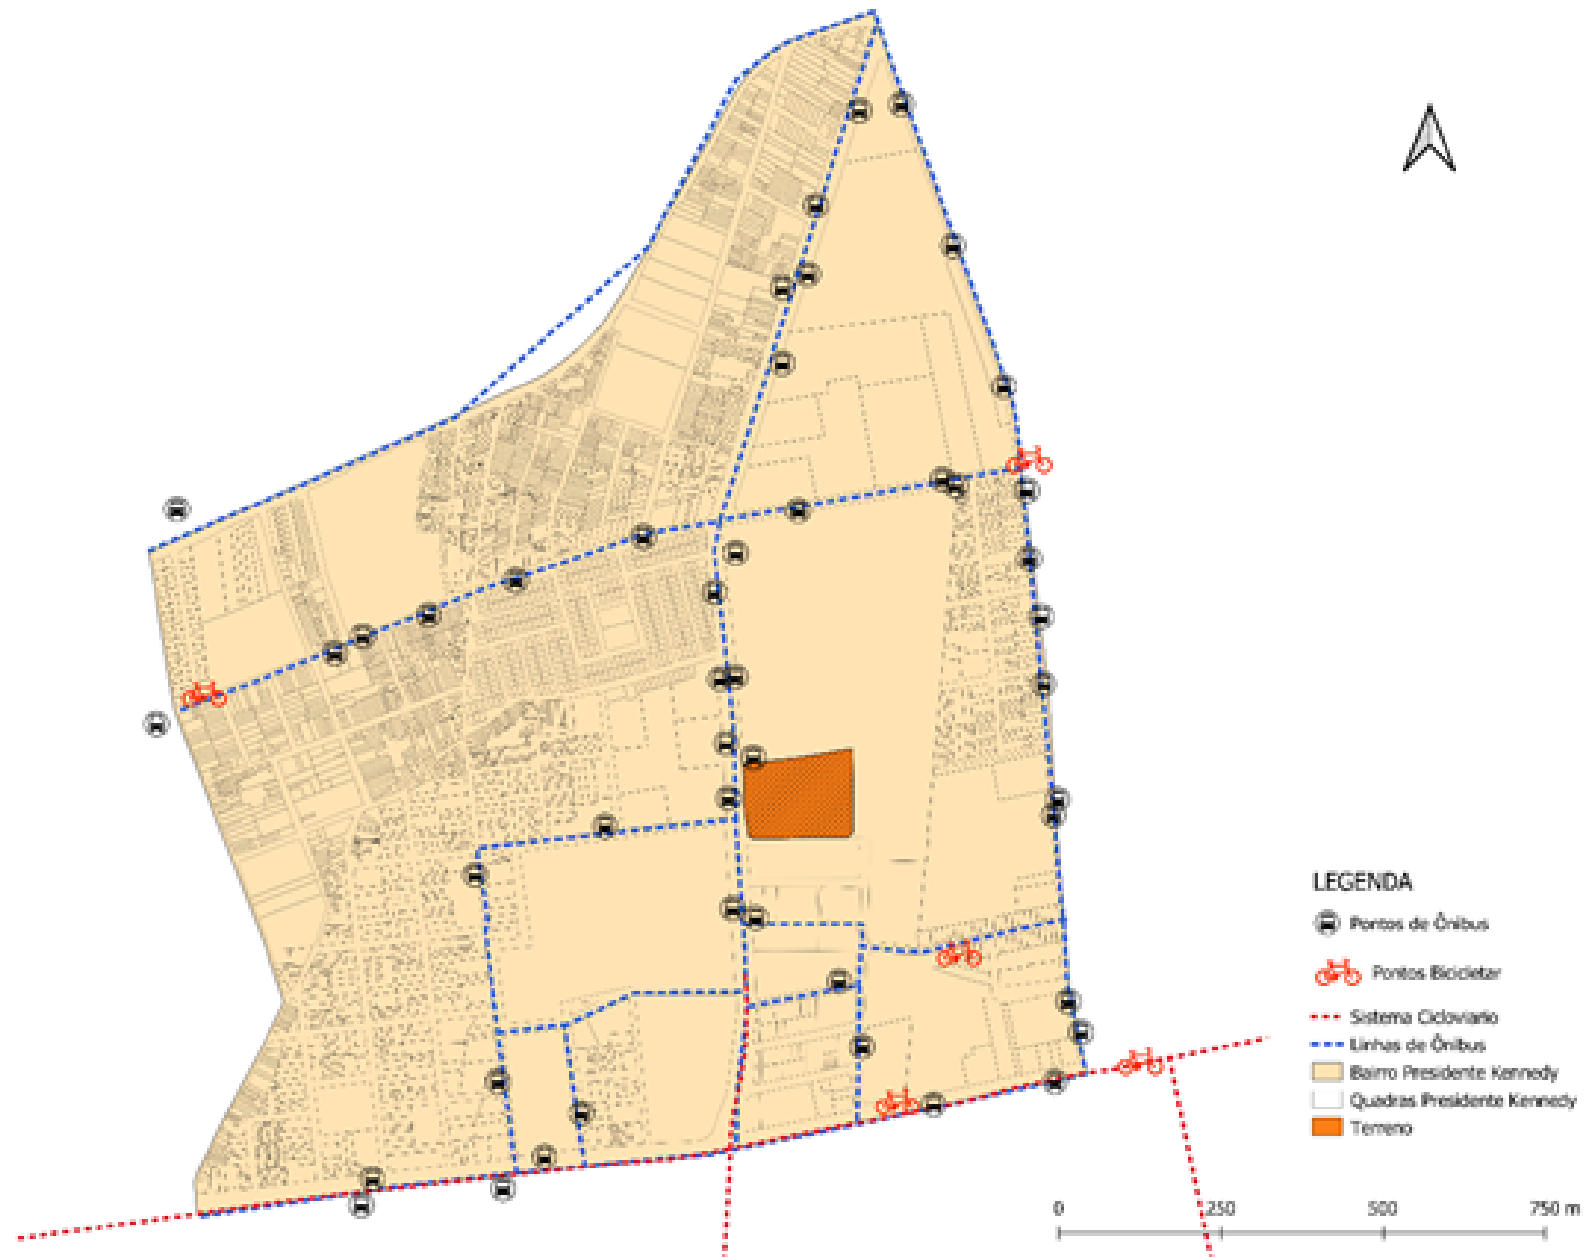 LEGENDA
Pontos de Ônibus
Pontos Bicicletar
Sistema Cicloviario
Linhas de Ônibus
Bairro Presidente Kennedy
Quadras Presidente Kennedy
Terreno
0 250 500 750 m